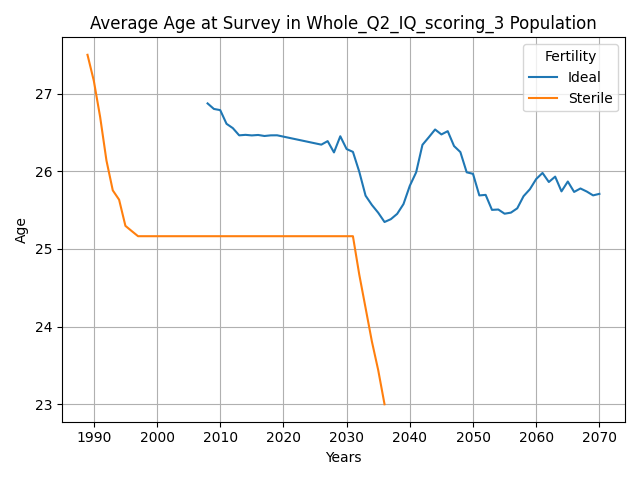 Average Age at Survey in Whole_Q2_IQ_scoring_3 Population
Fertility
Ideal
Sterile
Age
27
26
25
24
23
1990 2000 2010 2020 2030 2040 2050 2060 2070
Years